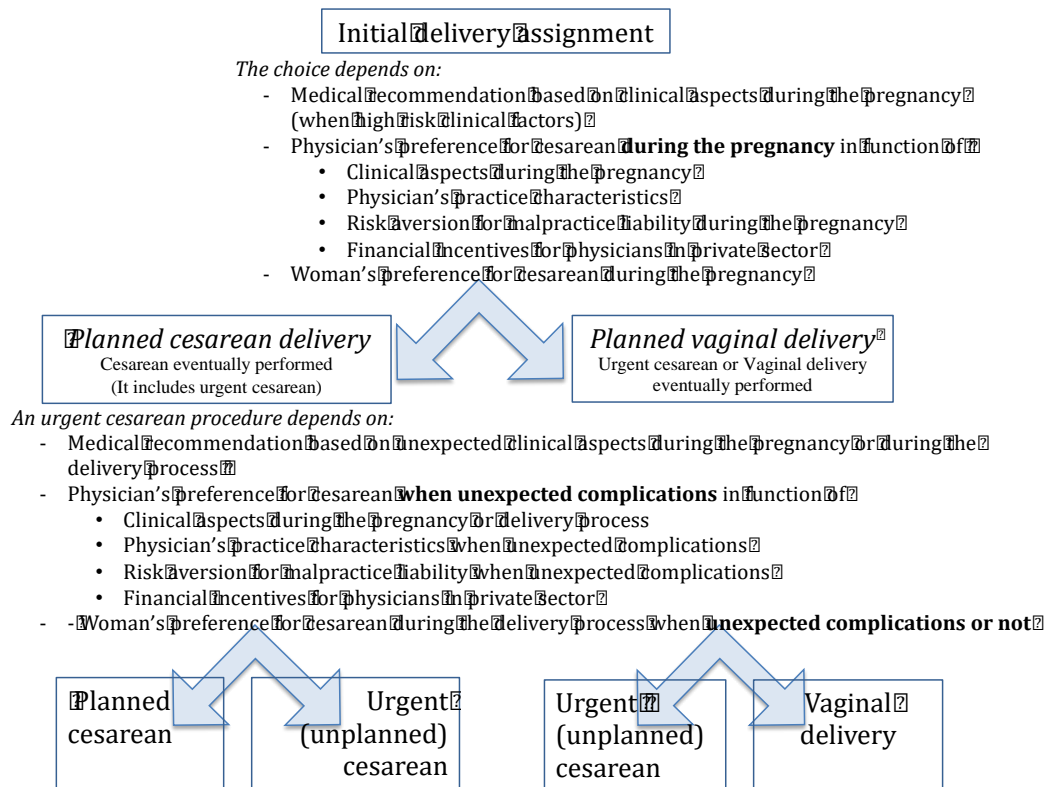 Initial delivery assignment
The choice depends on:
- Medical recommendation based on clinical aspects during the pregnancy
(when high risk clinical factors)
- Physician's preference for cesarean during the pregnancy in function of
• Clinical aspects during the pregnancy
• Physician's practice characteristics
• Risk aversion for malpractice liability during the pregnancy
• Financial incentives for physicians in private sector
- Woman's preference for cesarean during the pregnancy
Planned cesarean delivery
Cesarean eventually performed
(It includes urgent cesarean)
Planned vaginal delivery
Urgent cesarean or Vaginal delivery
eventually performed
An urgent cesarean procedure depends on:
- Medical recommendation based on unexpected clinical aspects during the pregnancy or during the
delivery process
- Physician's preference for cesarean when unexpected complications in function of
• Clinical aspects during the pregnancy or delivery process
• Physician's practice characteristics when unexpected complications
• Risk aversion for malpractice liability when unexpected complications
• Financial incentives for physicians in private sector
- - Woman's preference for cesarean during the delivery process when unexpected complications or not
Planned
cesarean
Urgent
(unplanned)
cesarean
Urgent
(unplanned)
cesarean
Vaginal
delivery